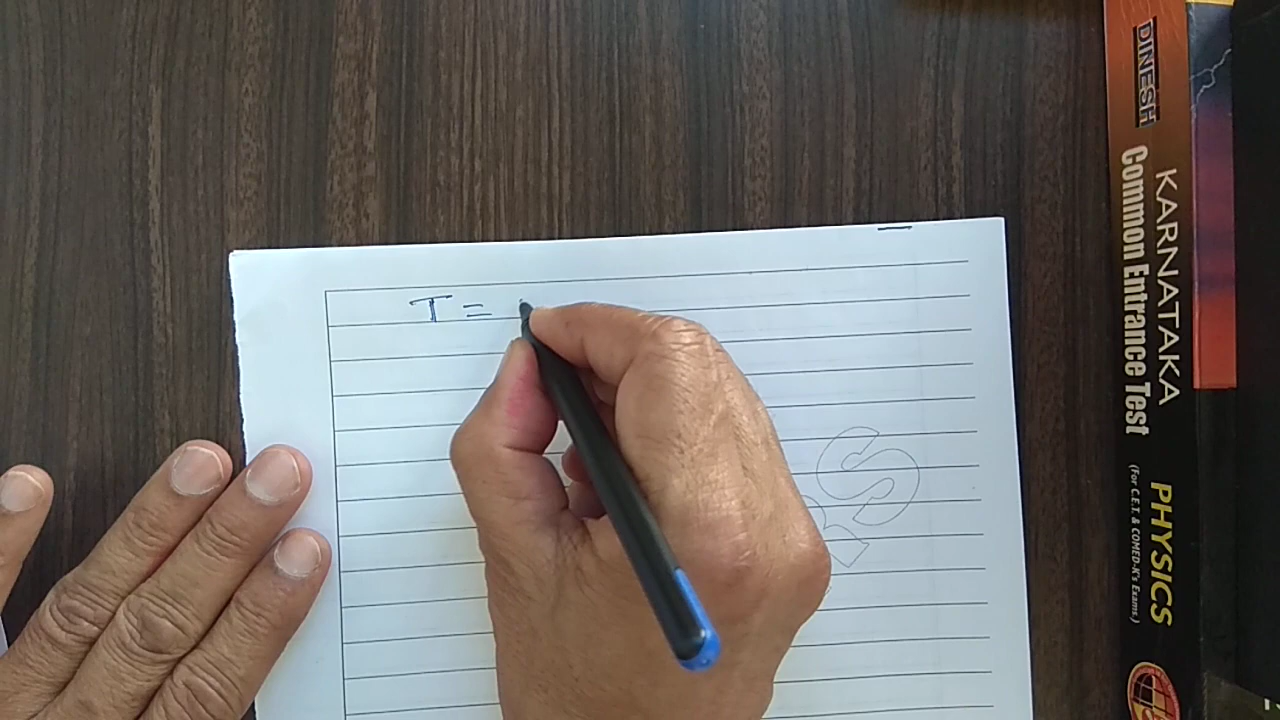 T =
DINESH
KARNATAKA
Common Entrance Test
(For C.E.T. & COMED-K's Exams.)
PHYSICS